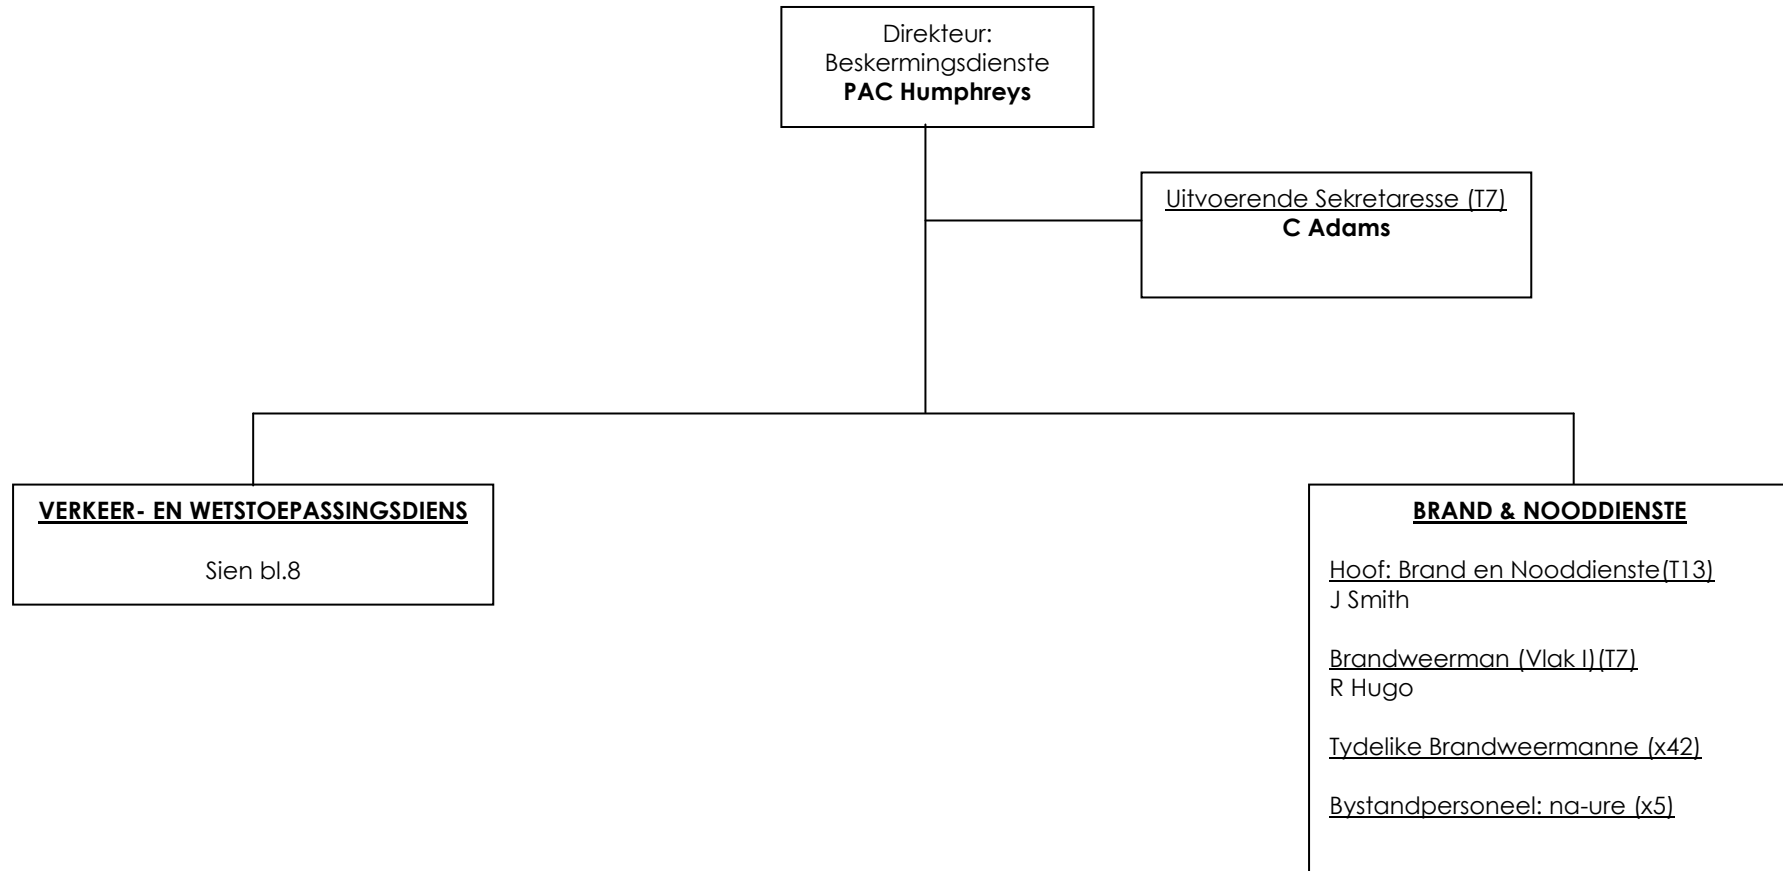 Direkteur:
Beskermingsdienste
PAC Humphreys
Uitvoerende Sekretaresse (T7)
C Adams
VERKEER- EN WETSTOEPASSINGSDIENS
Sien bl.8
BRAND & NOODDIENSTE
Hoof: Brand en Nooddienste(T13)
J Smith
Brandweerman (Vlak I)(T7)
R Hugo
Tydelike Brandweermanne (x42)
Bystandpersoneel: na-ure (x5)